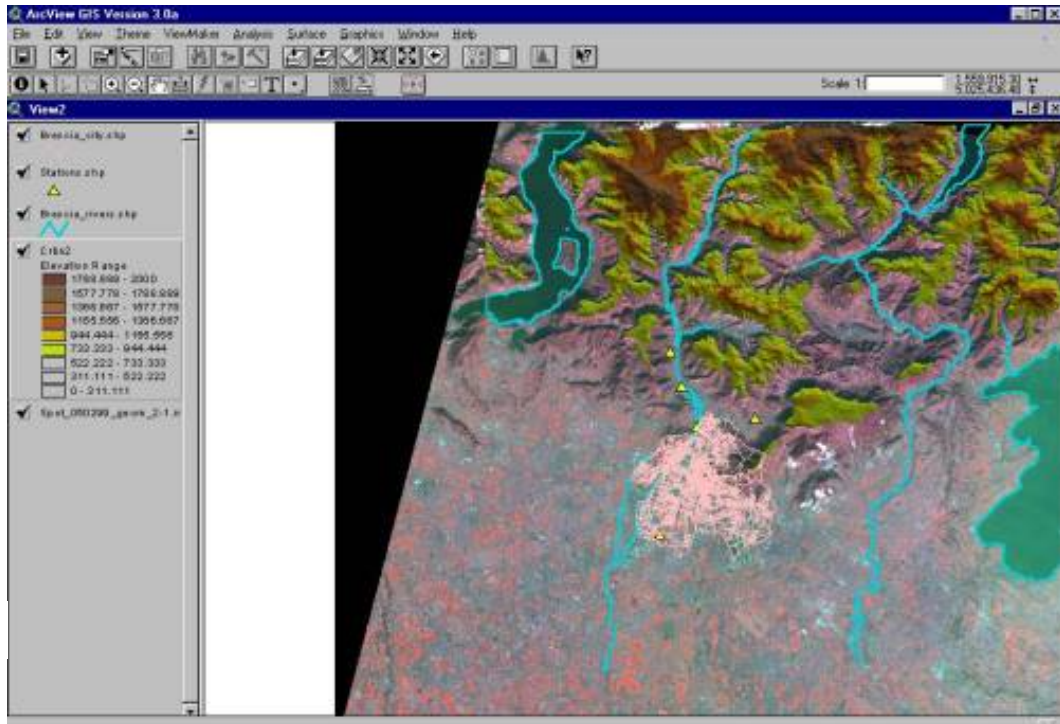 ArcView GIS Version 3.0a
File Edit View Theme ViewMaker Analysis Surface Graphics Window Help
Scale 1:
View2
Brescia_city.shp
Stations.shp
Brescia_rivers.shp
Elevation Range
1788.889 - 2000
1577.778 - 1788.889
1366.667 - 1577.778
1155.556 - 1366.667
944.444 - 1155.556
733.333 - 944.444
522.222 - 733.333
311.111 - 522.222
0 - 311.111